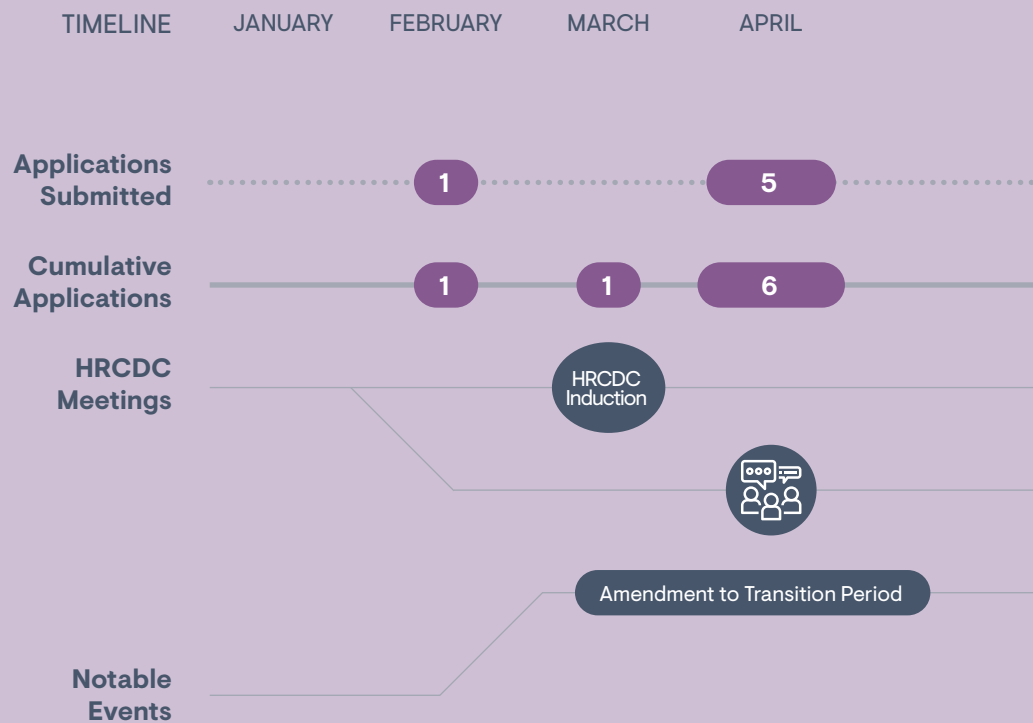 TIMELINE JANUARY FEBRUARY MARCH APRIL
Applications
Submitted
1 5
Cumulative
Applications
1 1 6
HRCDC
Meetings
HRCDC
Induction
Amendment to Transition Period
Notable
Events